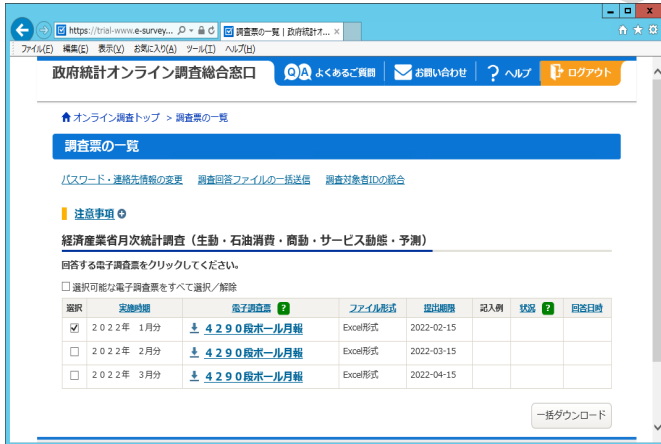 https://trial-www.e-survey...
調査票の一覧 | 政府統計オ...
ファイル(F) 編集(E) 表示(V) お気に入り(A) ツール(T) ヘルプ(H)
政府統計オンライン調査総合窓口 QA よくあるご質問 お問い合わせ ? ヘルプ ログアウト
オンライン調査トップ > 調査票の一覧
調査票の一覧
パスワード・連絡先情報の変更 調査回答ファイルの一括送信 調査対象者IDの統合
注意事項
経済産業省月次統計調査（生動・石油消費・商動・サービス動態・予測）
回答する電子調査票をクリックしてください。
選択可能な電子調査票をすべて選択／解除
選択 実施時期 電子調査票 ? ファイル形式 提出期限 記入例 状況 ? 回答日時
２０２２年 １月分 ４２９０段ボール月報 Excel形式 2022-02-15
２０２２年 ２月分 ４２９０段ボール月報 Excel形式 2022-03-15
２０２２年 ３月分 ４２９０段ボール月報 Excel形式 2022-04-15
一括ダウンロード